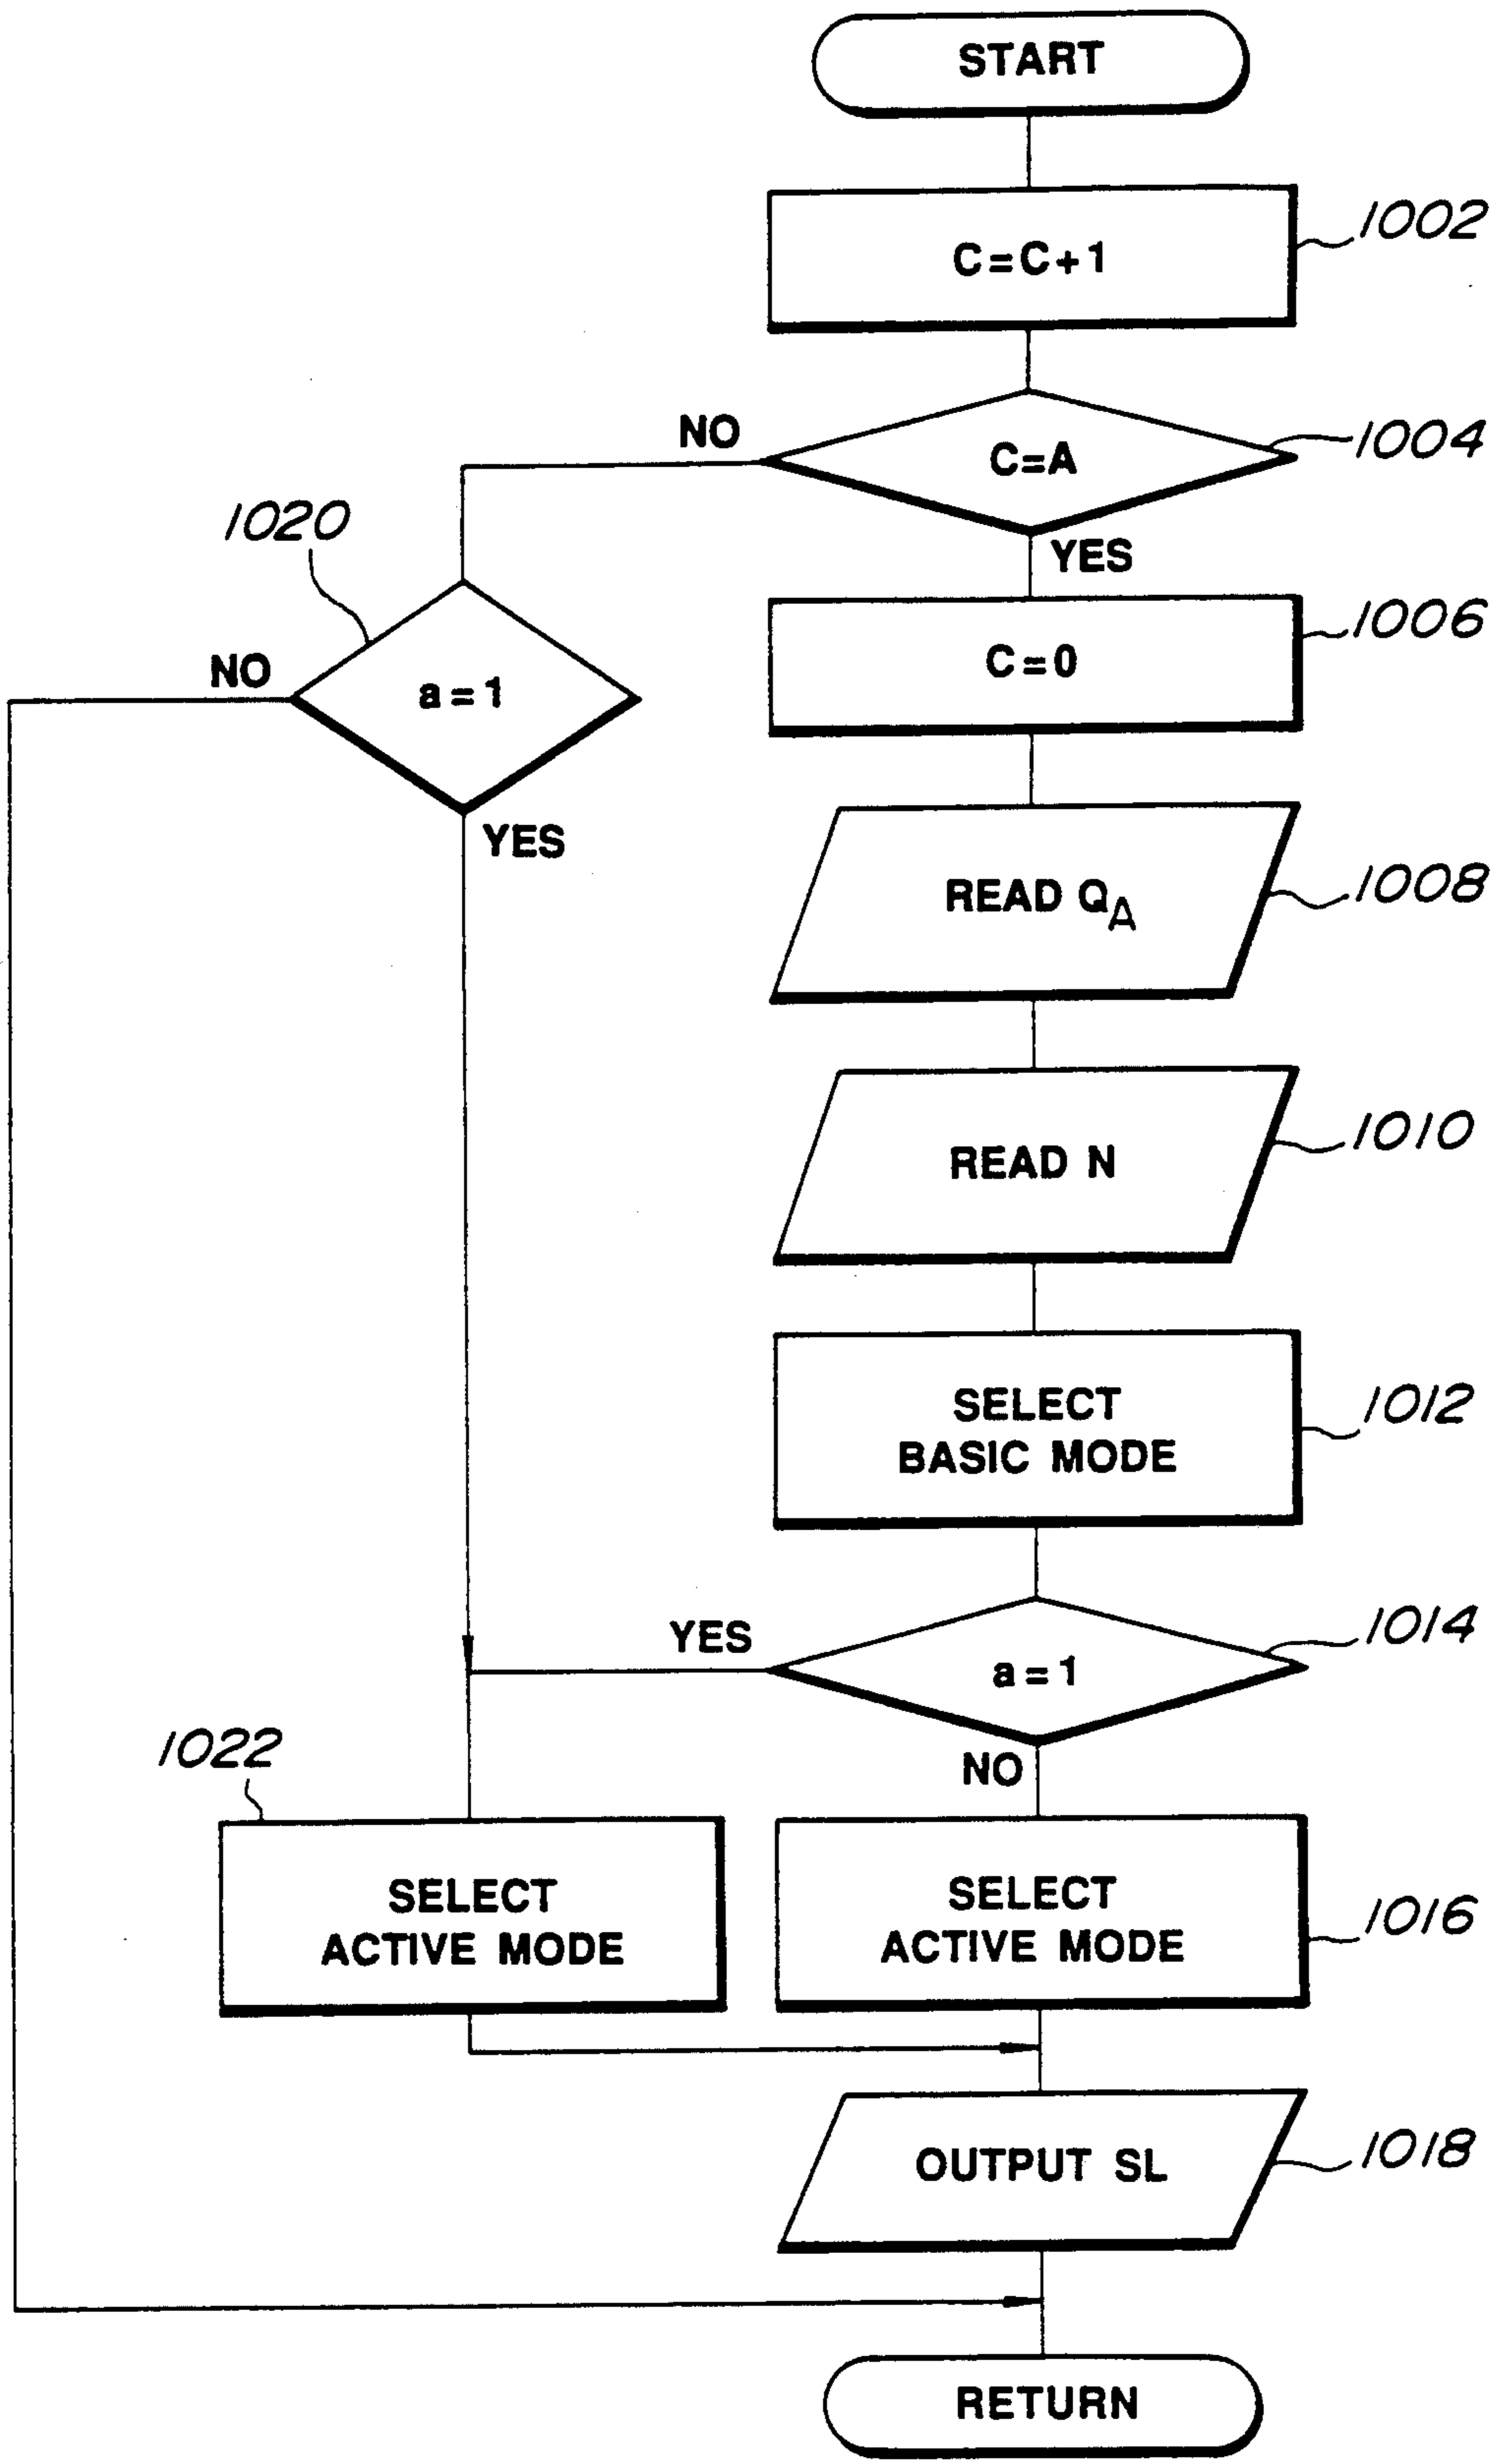 START
1002
C=C+1
NO
C=A
1004
1020
YES
1006
C=0
NO
a=1
YES
READ QA
1008
READ N
1010
SELECT
BASIC MODE
1012
YES
a=1
1014
1022
NO
SELECT
ACTIVE MODE
SELECT
ACTIVE MODE
1016
OUTPUT SL
1018
RETURN